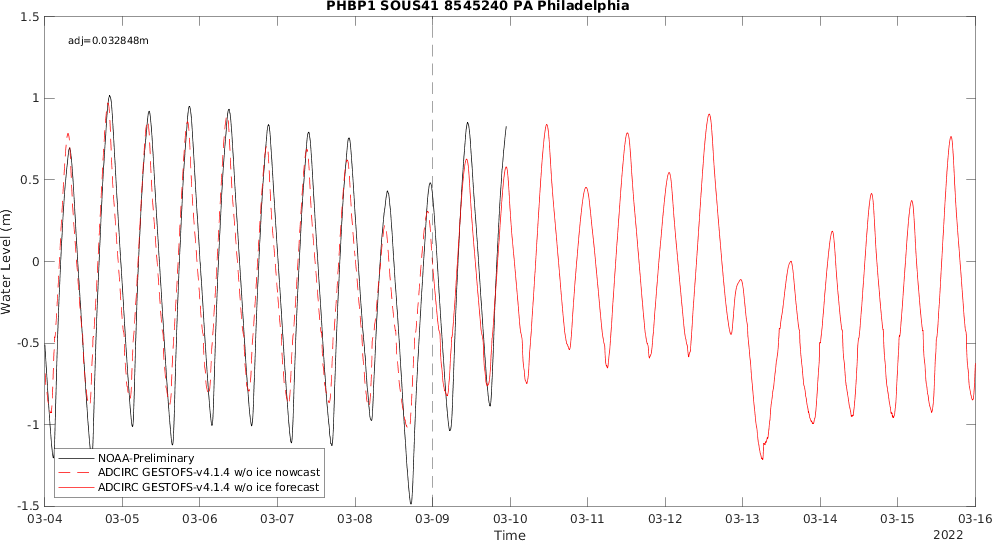 PHBP1 SOUS41 8545240 PA Philadelphia
adj=0.032848m
1.5
1
0.5
0
-0.5
-1
-1.5
Water Level (m)
NOAA-Preliminary
ADCIRC GESTOFS-v4.1.4 w/o ice nowcast
ADCIRC GESTOFS-v4.1.4 w/o ice forecast
03-04 03-05 03-06 03-07 03-08 03-09 03-10 03-11 03-12 03-13 03-14 03-15 03-16
Time
2022